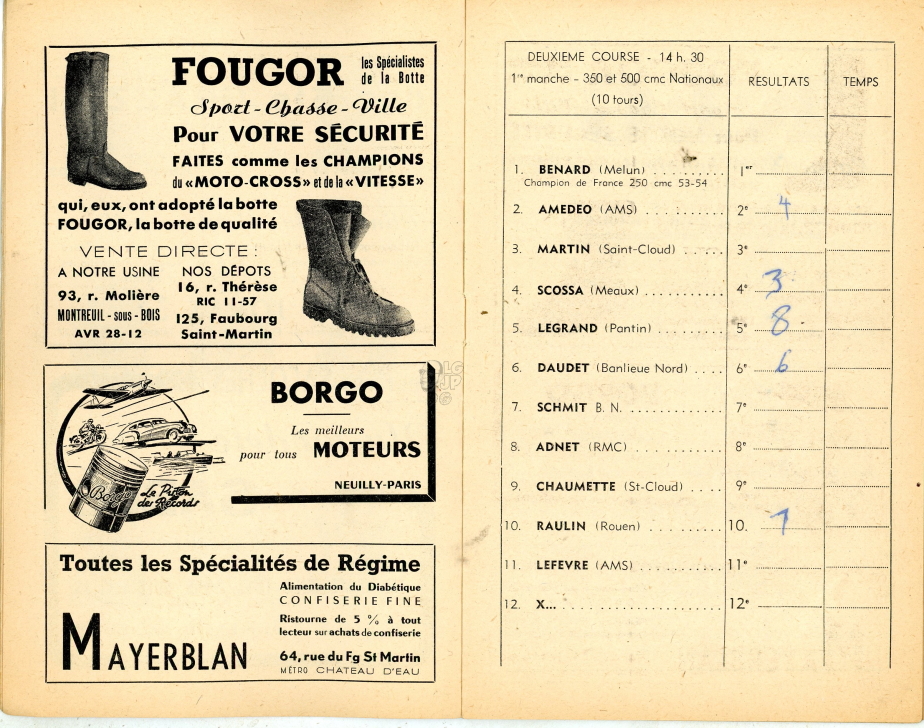 FOUGOR les Spécialistes
de la Botte
Sport - Chasse - Ville
Pour VOTRE SÉCURITÉ
FAITES comme les CHAMPIONS
du «MOTO-CROSS» et de la «VITESSE»
qui, eux, ont adopté la botte
FOUGOR, la botte de qualité
VENTE DIRECTE :
A NOTRE USINE
93, r. Molière
MONTREUIL - sous - BOIS
AVR 28-12
NOS DÉPOTS
16, r. Thérèse
RIC 11-57
125, Faubourg
Saint-Martin
BORGO
Les meilleurs
pour tous MOTEURS
NEUILLY-PARIS
Borgo
Le Piston
des Records
Toutes les Spécialités de Régime
Alimentation du Diabétique
CONFISERIE FINE
Ristourne de 5 % à tout
lecteur sur achats de confiserie
MAYERBLAN
64, rue du Fg St Martin
MÉTRO CHATEAU D'EAU
DEUXIEME COURSE - 14 h. 30
1re manche - 350 et 500 cmc Nationaux
(10 tours)
RESULTATS
TEMPS
1. BENARD (Melun) . . . . . . . . . 1er
Champion de France 250 cmc 53-54
2. AMEDEO (AMS) . . . . . . . . . . 2e 4
3. MARTIN (Saint-Cloud) . . . . . . 3e
4. SCOSSA (Meaux) . . . . . . . . . . 4e 3
5. LEGRAND (Pantin) . . . . . . . . . 5e 8
6. DAUDET (Banlieue Nord) . . . . 6e 6
7. SCHMIT B. N. . . . . . . . . . . . . 7e
8. ADNET (RMC) . . . . . . . . . . . 8e
9. CHAUMETTE (St-Cloud) . . . . 9e
10. RAULIN (Rouen) . . . . . . . . . 10. 7
11. LEFEVRE (AMS) . . . . . . . . . . 11e
12. X... . . . . . . . . . . . . . . . . . 12e